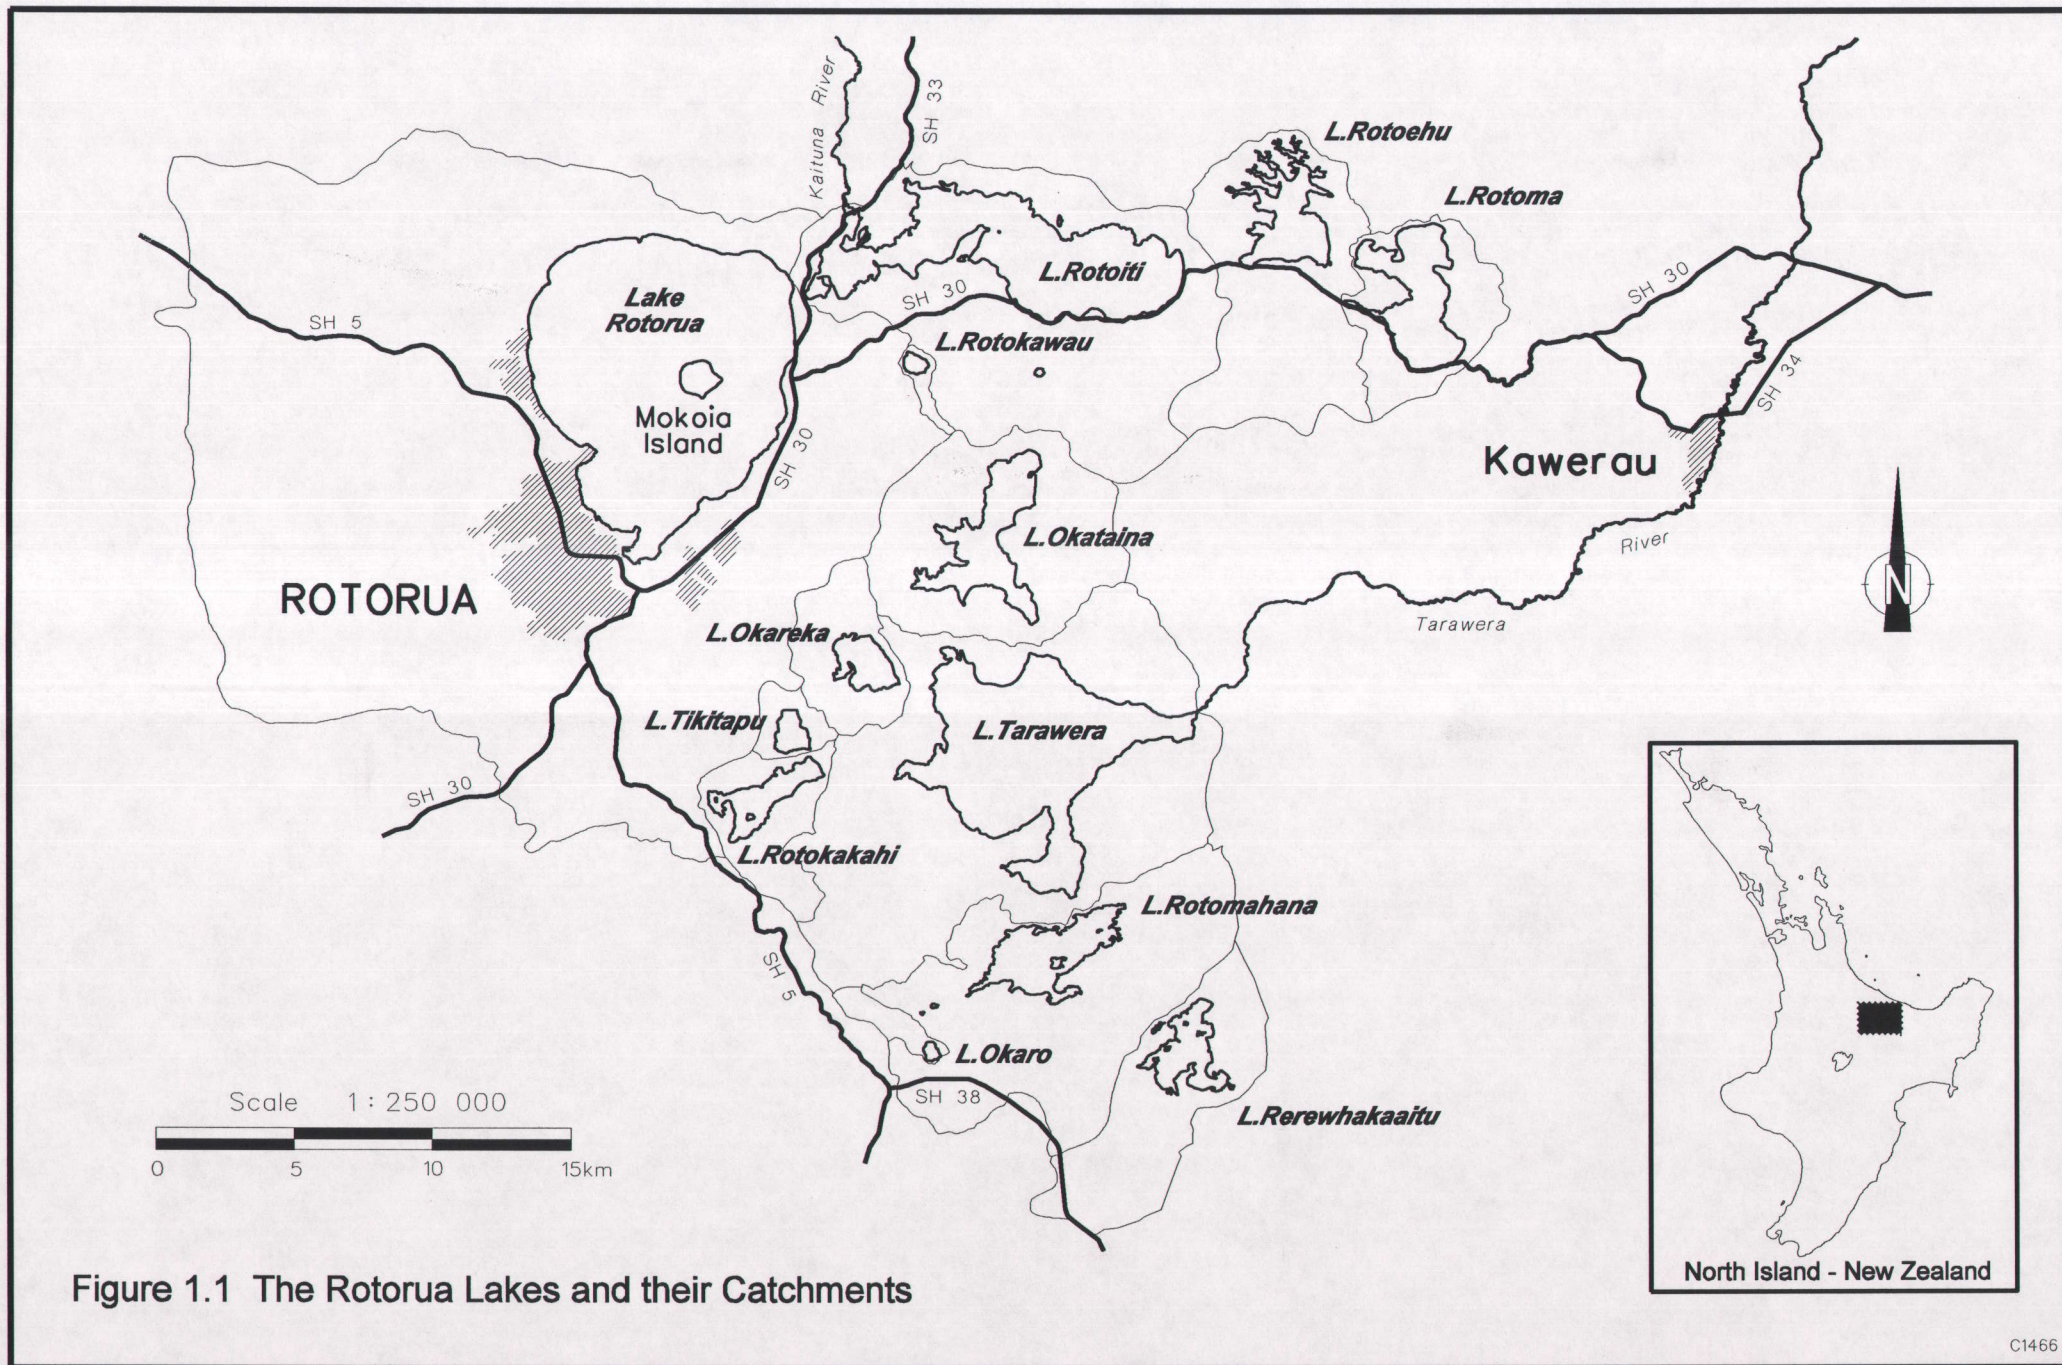 Kaituna River
SH 33
L.Rotoehu
L.Rotoma
SH 5
Lake
Rotorua
L.Rotoiti
SH 30
SH 30
L.Rotokawau
Mokoia
Island
SH 30
SH 34
Kawerau
L.Okataina
River
Tarawera
N
ROTORUA
L.Okareka
L.Tikitapu
L.Tarawera
SH 30
L.Rotokakahi
L.Rotomahana
SH 5
L.Okaro
SH 38
L.Rerewhakaaitu
Scale 1 : 250 000
0 5 10 15km
North Island - New Zealand
Figure 1.1 The Rotorua Lakes and their Catchments
C1466